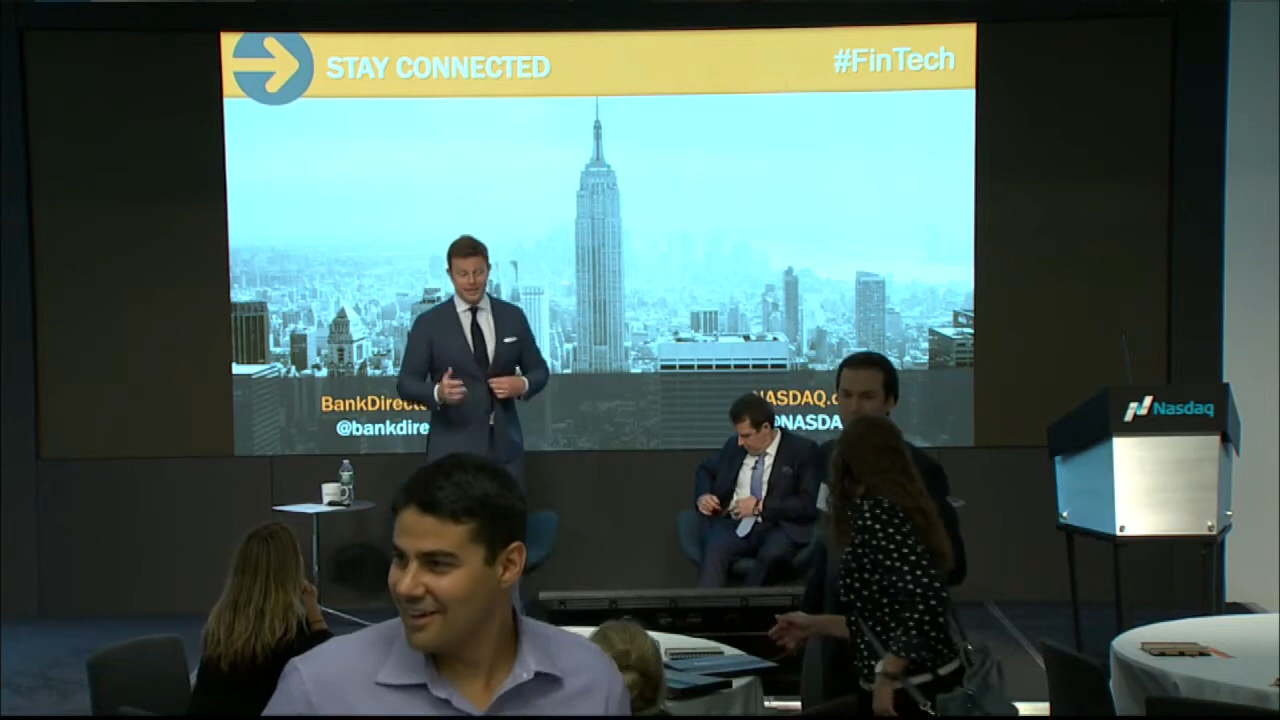 STAY CONNECTED
#FinTech
BankDirect
@bankdire
NASDAQ.
@NASDA
Nasdaq